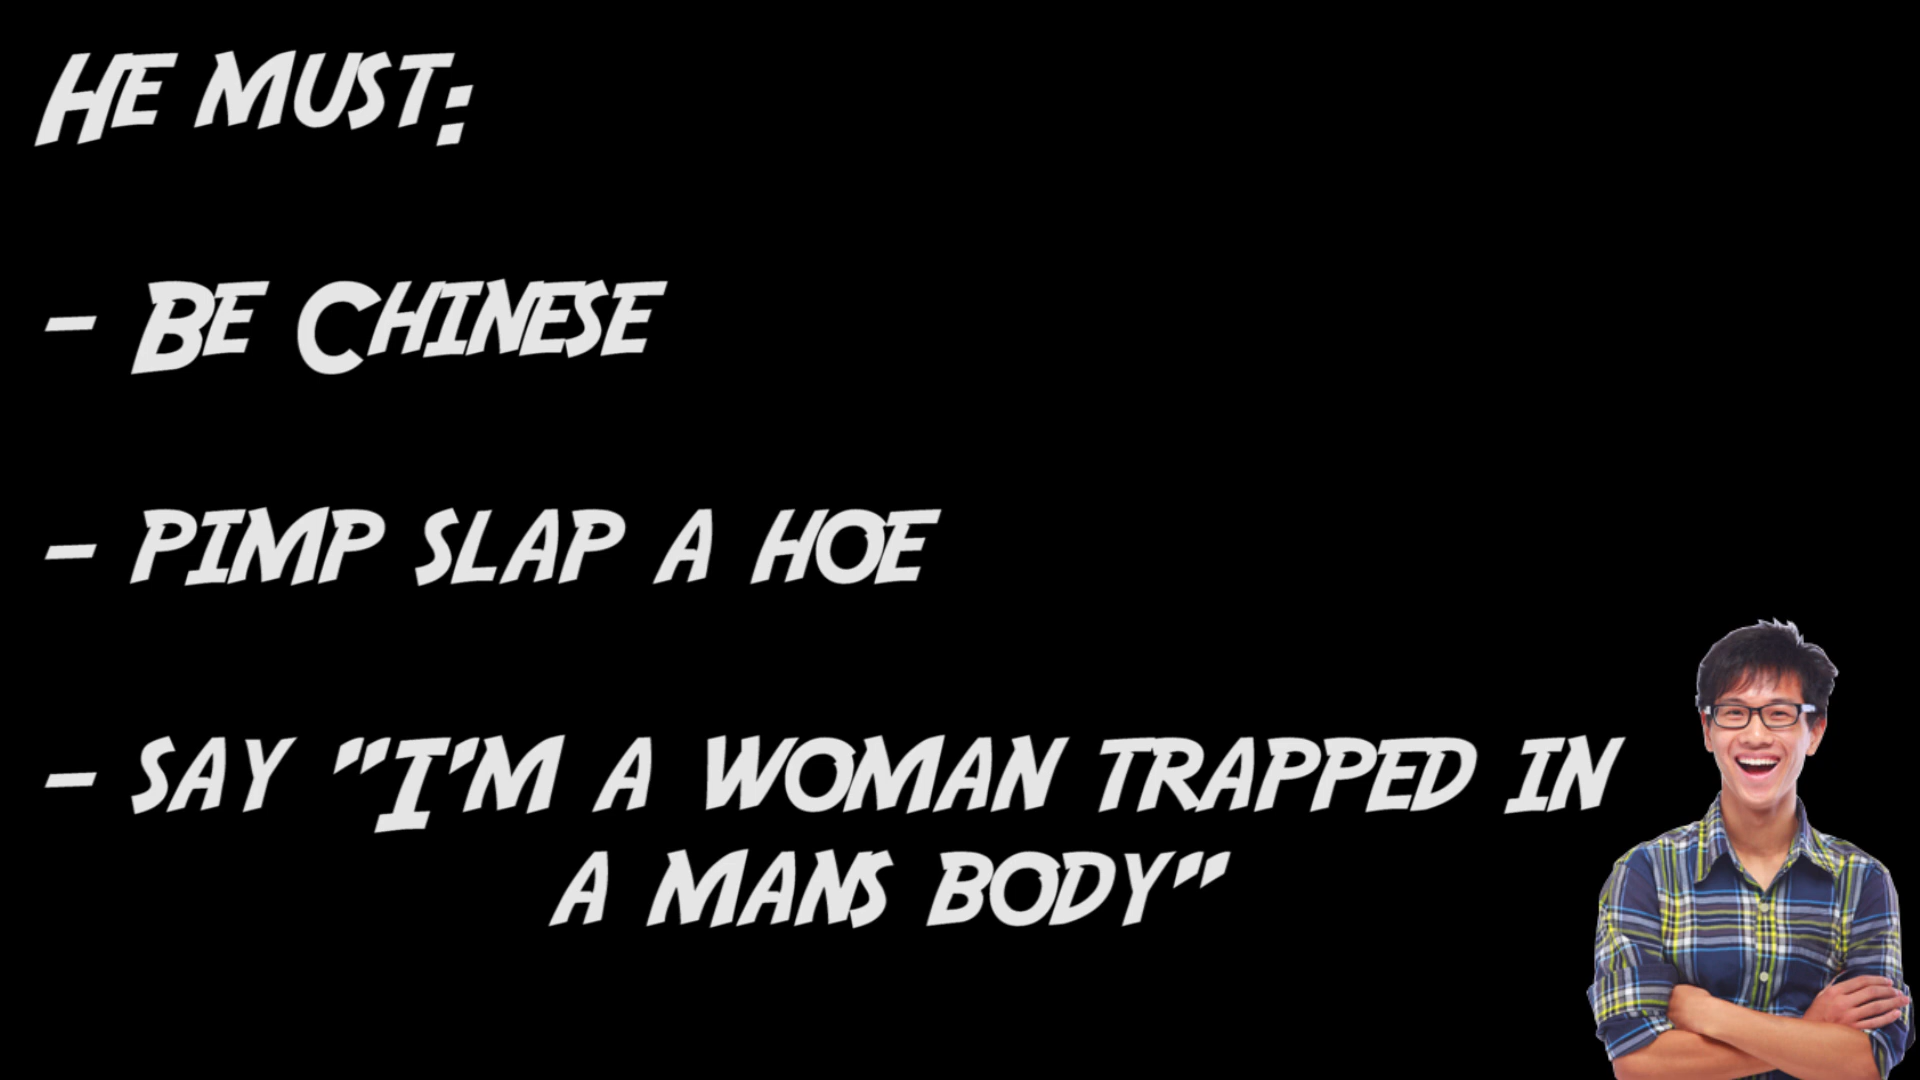 He must:
- Be Chinese
- pimp slap a hoe
- say "I'm a woman trapped in
a mans body"